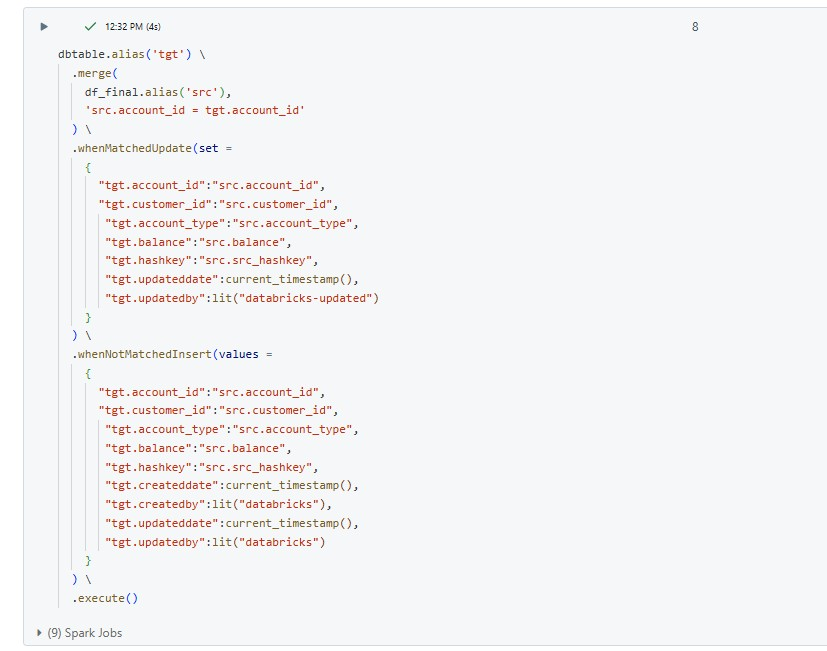 12:32 PM (4s)
8
dbtable.alias('tgt') \
.merge(
df_final.alias('src'),
'src.account_id = tgt.account_id'
) \
.whenMatchedUpdate(set =
{
"tgt.account_id":"src.account_id",
"tgt.customer_id":"src.customer_id",
"tgt.account_type":"src.account_type",
"tgt.balance":"src.balance",
"tgt.hashkey":"src.src_hashkey",
"tgt.updateddate":current_timestamp(),
"tgt.updatedby":lit("databricks-updated")
}
) \
.whenNotMatchedInsert(values =
{
"tgt.account_id":"src.account_id",
"tgt.customer_id":"src.customer_id",
"tgt.account_type":"src.account_type",
"tgt.balance":"src.balance",
"tgt.hashkey":"src.src_hashkey",
"tgt.createddate":current_timestamp(),
"tgt.createdby":lit("databricks"),
"tgt.updateddate":current_timestamp(),
"tgt.updatedby":lit("databricks")
}
) \
.execute()
(9) Spark Jobs